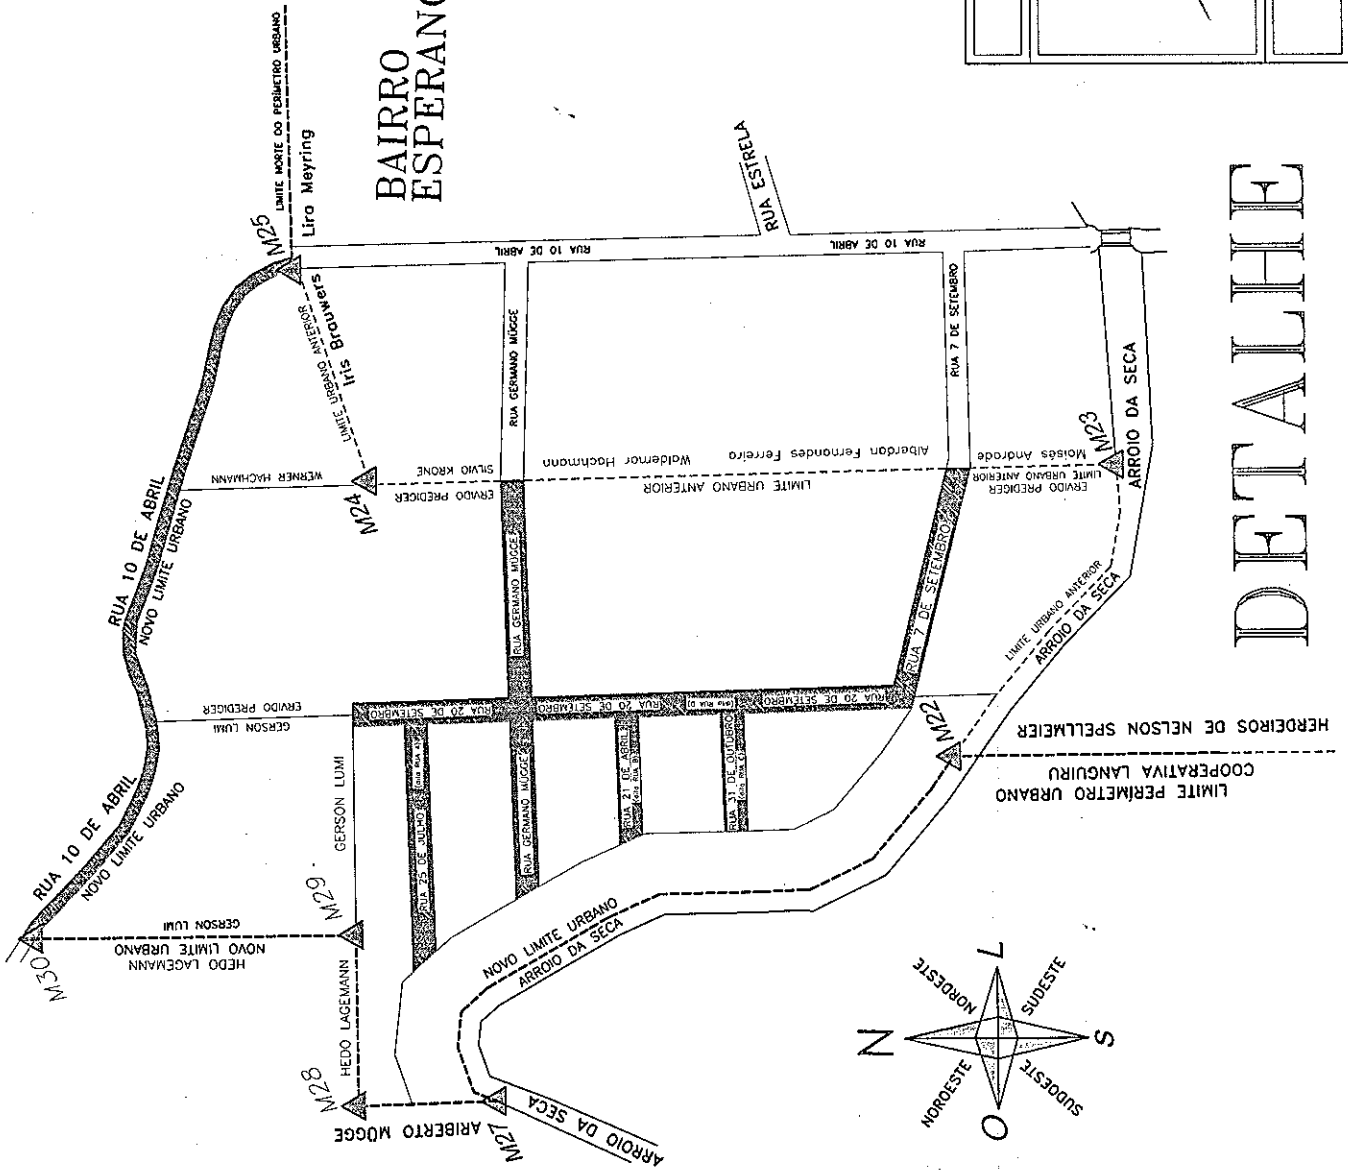 LIMITE NORTE DO PERÍMETRO URBANO
M25
Lira Meyring
BAIRRO
RUA 10 DE ABRIL
NOVO LIMITE URBANO
LIMITE URBANO ANTERIOR
Iris Brauwers
WERNER HACHMANN
M24
SILVIO KRONE
ERVIDO PREDIGER
RUA GERMANO MÜGGE
RUA 10 DE ABRIL
RUA ESTRELA
RUA 10 DE ABRIL
RUA 7 DE SETEMBRO
Waldemar Hachmann
Albardan Fernandes Ferreira
LIMITE URBANO ANTERIOR
Moisés Andrade
LIMITE URBANO ANTERIOR
ERVIDO PREDIGER
M23
ARROIO DA SECA
DETALHE
RUA GERMANO MÜGGE
RUA 7 DE SETEMBRO
LIMITE URBANO ANTERIOR
ARROIO DA SECA
ERVIDO PREDIGER
GERSON LUMI
RUA 20 DE SETEMBRO
RUA 20 DE SETEMBRO
RUA 20 DE SETEMBRO
RUA 10 DE ABRIL
NOVO LIMITE URBANO
GERSON LUMI
RUA 25 DE JULHO
RUA GERMANO MÜGGE
RUA 21 DE ABRIL
RUA 31 DE OUTUBRO
M22
HERDEIROS DE NELSON SPELLMEIER
COOPERATIVA LANGUIRU
LIMITE PERÍMETRO URBANO
M29
M30
GERSON LUMI
NOVO LIMITE URBANO
HEDO LAGEMANN
HEDO LAGEMANN
M28
ARIBERTO MÜGGE
M27
ARROIO DA SECA
NOVO LIMITE URBANO
ARROIO DA SECA
N
NORDESTE
L
SUDESTE
S
SUDOESTE
O
NOROESTE